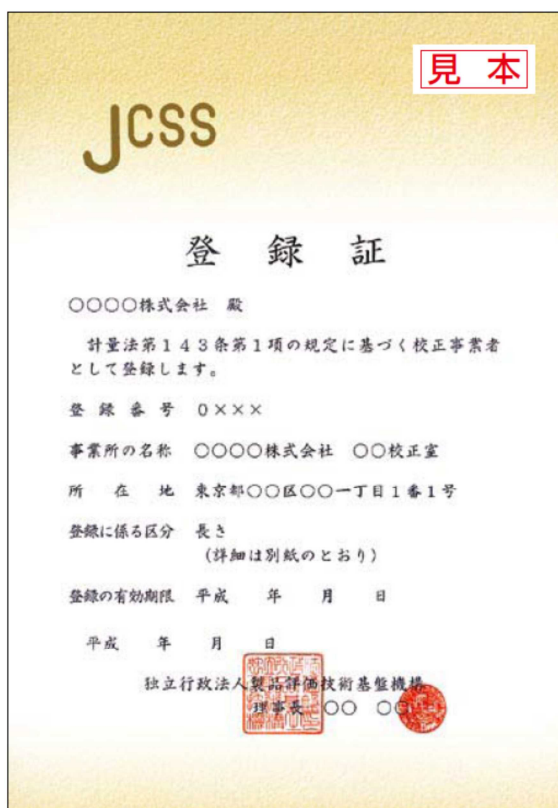 見 本
JCSS
登 録 証
○○○○株式会社 殿
計量法第143条第1項の規定に基づく校正事業者
として登録します。
登 録 番 号 0×××
事業所の名称 ○○○○株式会社 ○○校正室
所 在 地 東京都○○区○○一丁目1番1号
登録に係る区分 長さ
(詳細は別紙のとおり)
登録の有効期限 平成 年 月 日
平成 年 月 日
独立行政法人製品評価技術基盤機構
理事長 ○○ ○○